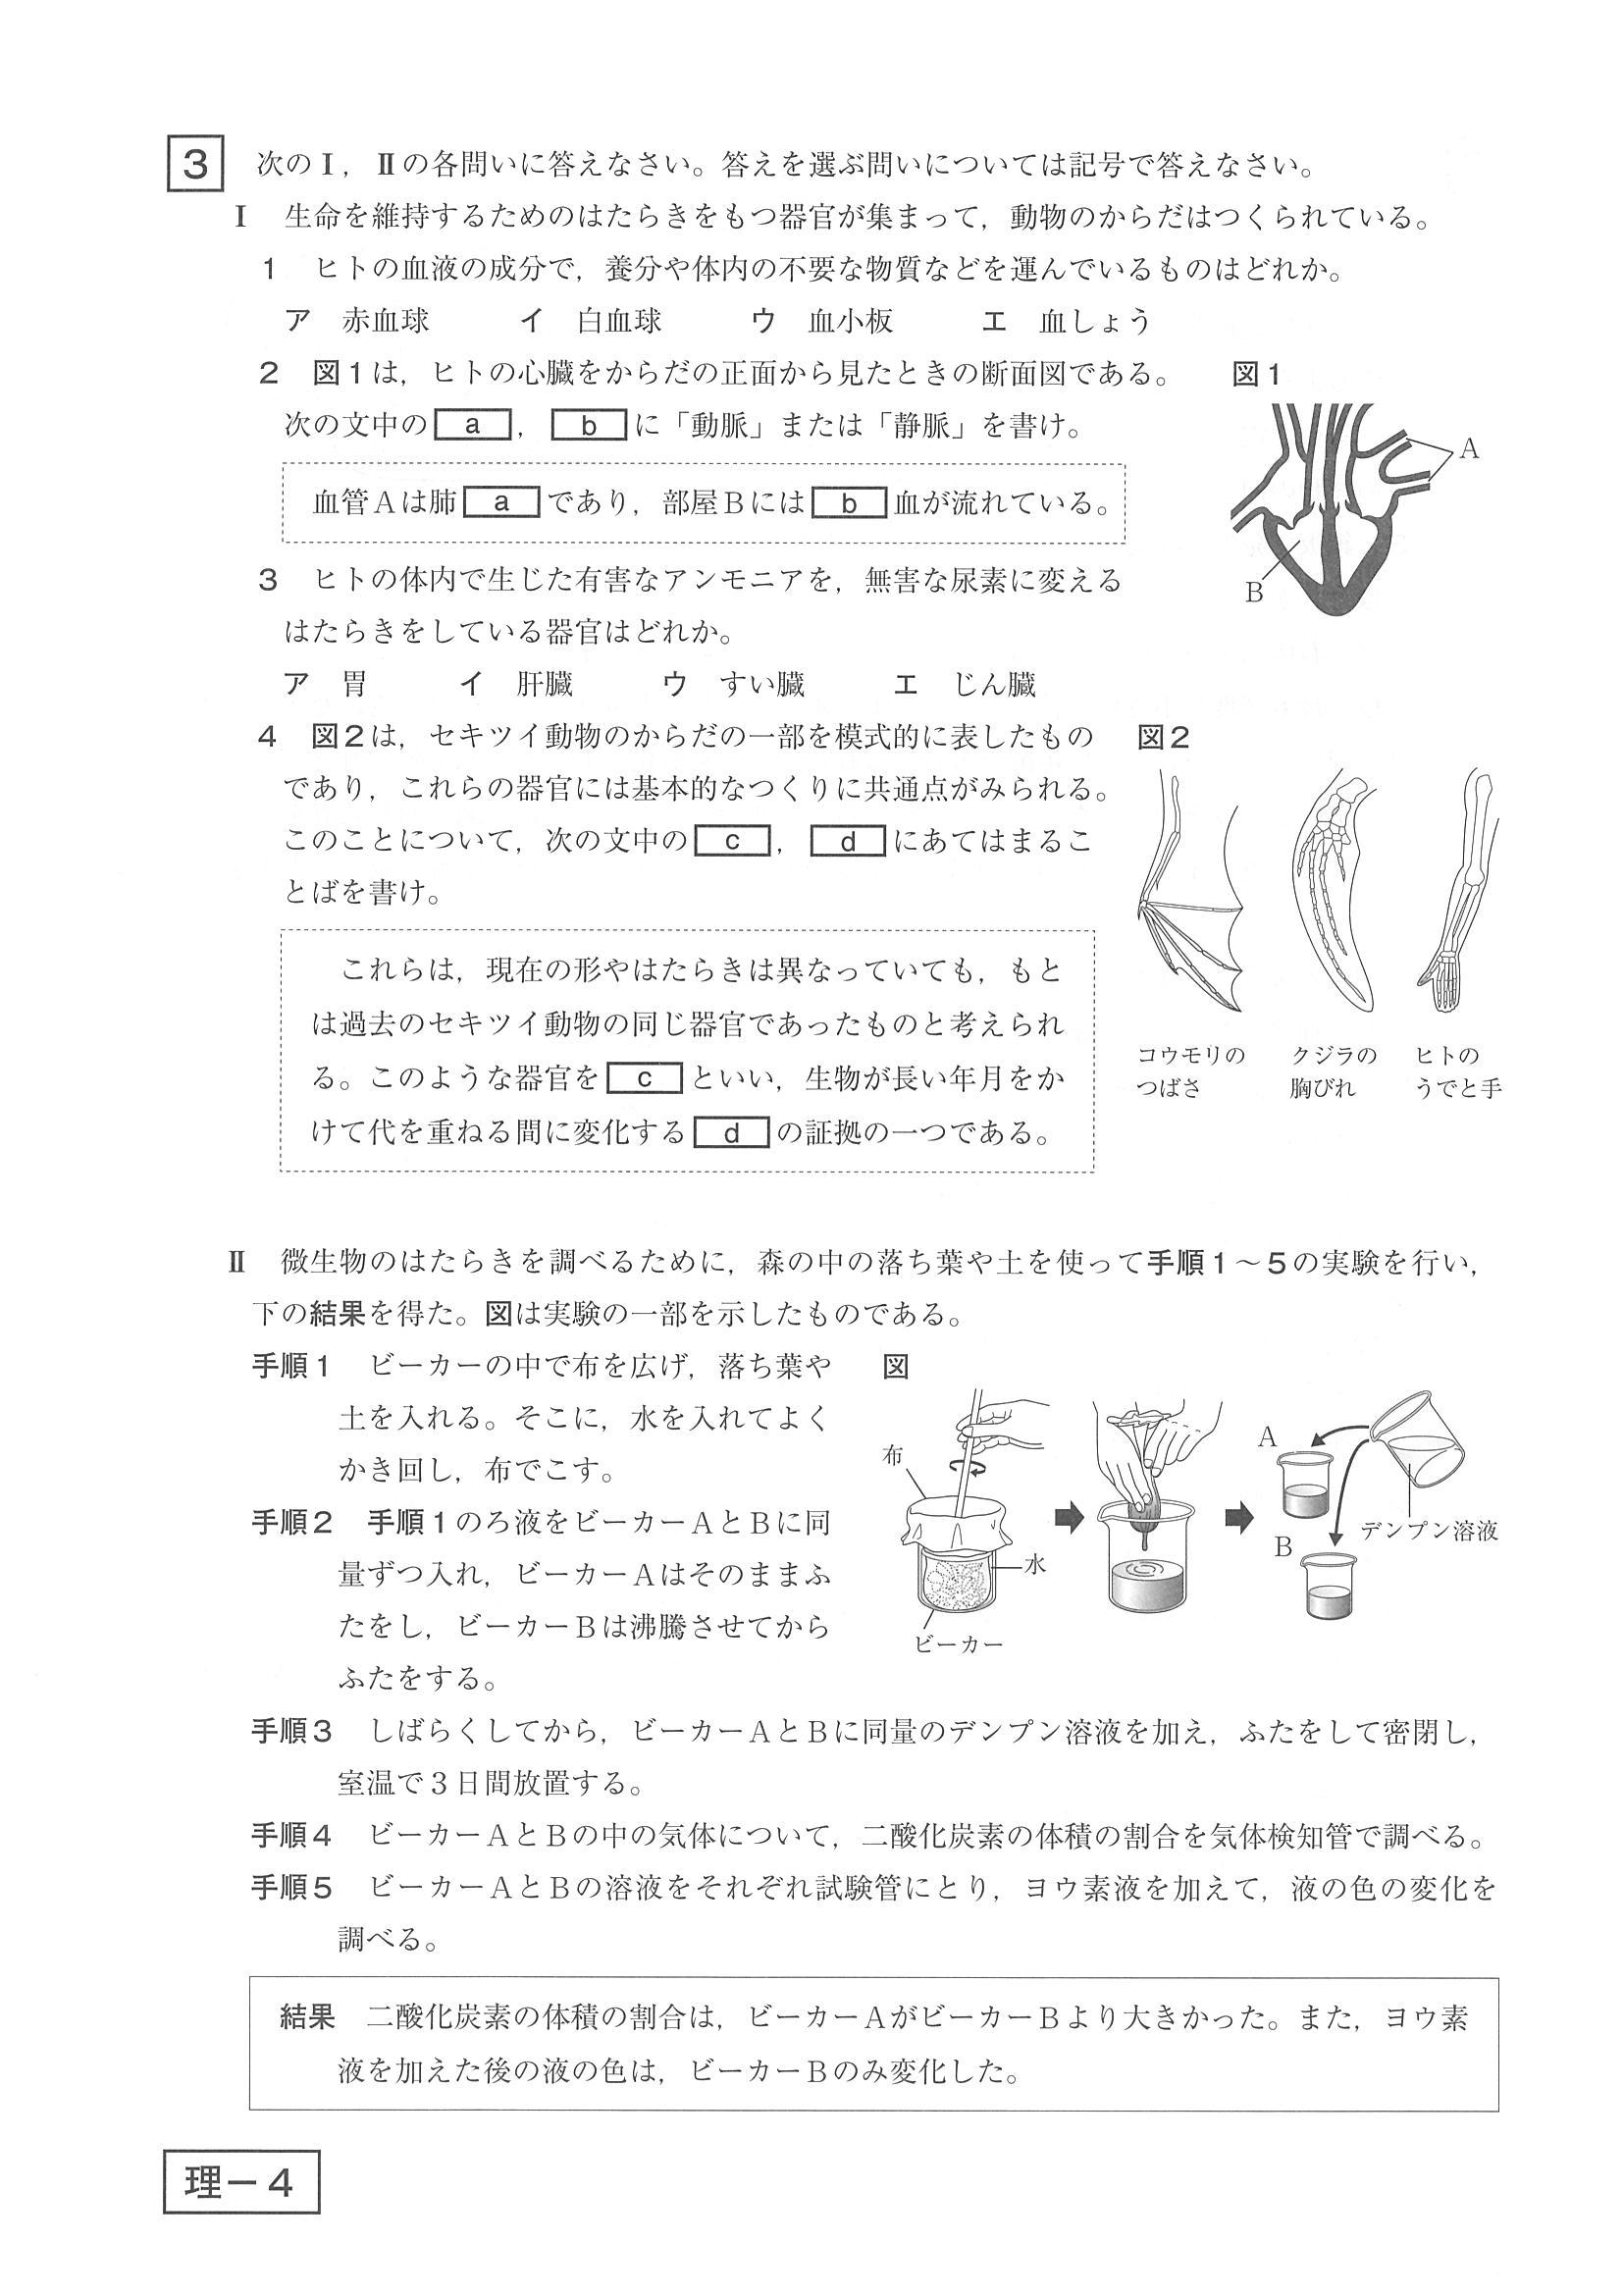 3 次のⅠ，Ⅱの各問いに答えなさい。答えを選ぶ問いについては記号で答えなさい。
Ⅰ 生命を維持するためのはたらきをもつ器官が集まって，動物のからだはつくられている。
1 ヒトの血液の成分で，養分や体内の不要な物質などを運んでいるものはどれか。
ア 赤血球 イ 白血球 ウ 血小板 エ 血しょう
2 図1は，ヒトの心臓をからだの正面から見たときの断面図である。
次の文中の a ， b に「動脈」または「静脈」を書け。
血管Aは肺 a であり，部屋Bには b 血が流れている。
図1
A
B
3 ヒトの体内で生じた有害なアンモニアを，無害な尿素に変える
はたらきをしている器官はどれか。
ア 胃 イ 肝臓 ウ すい臓 エ じん臓
4 図2は，セキツイ動物のからだの一部を模式的に表したもの
であり，これらの器官には基本的なつくりに共通点がみられる。
このことについて，次の文中の c ， d にあてはまるこ
とばを書け。
これらは，現在の形やはたらきは異なっていても，もと
は過去のセキツイ動物の同じ器官であったものと考えられ
る。このような器官を c といい，生物が長い年月をか
けて代を重ねる間に変化する d の証拠の一つである。
図2
コウモリの
つばさ
クジラの
胸びれ
ヒトの
うでと手
Ⅱ 微生物のはたらきを調べるために，森の中の落ち葉や土を使って手順1～5の実験を行い，
下の結果を得た。図は実験の一部を示したものである。
手順1 ビーカーの中で布を広げ，落ち葉や
土を入れる。そこに，水を入れてよく
かき回し，布でこす。
手順2 手順1のろ液をビーカーAとBに同
量ずつ入れ，ビーカーAはそのままふ
たをし，ビーカーBは沸騰させてから
ふたをする。
図
布
水
ビーカー
A
B
デンプン溶液
手順3 しばらくしてから，ビーカーAとBに同量のデンプン溶液を加え，ふたをして密閉し，
室温で3日間放置する。
手順4 ビーカーAとBの中の気体について，二酸化炭素の体積の割合を気体検知管で調べる。
手順5 ビーカーAとBの溶液をそれぞれ試験管にとり，ヨウ素液を加えて，液の色の変化を
調べる。
結果 二酸化炭素の体積の割合は，ビーカーAがビーカーBより大きかった。また，ヨウ素
液を加えた後の液の色は，ビーカーBのみ変化した。
理－4